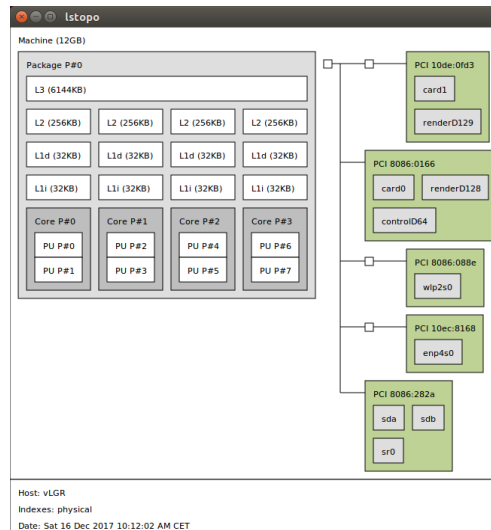 lstopo
Machine (12GB)
Package P#0
L3 (6144KB)
L2 (256KB) L2 (256KB) L2 (256KB) L2 (256KB)
L1d (32KB) L1d (32KB) L1d (32KB) L1d (32KB)
L1i (32KB) L1i (32KB) L1i (32KB) L1i (32KB)
Core P#0 Core P#1 Core P#2 Core P#3
PU P#0 PU P#2 PU P#4 PU P#6
PU P#1 PU P#3 PU P#5 PU P#7
PCI 10de:0fd3
card1
renderD129
PCI 8086:0166
card0 renderD128
controlD64
PCI 8086:088e
wlp2s0
PCI 10ec:8168
enp4s0
PCI 8086:282a
sda sdb
sr0
Host: vLGR
Indexes: physical
Date: Sat 16 Dec 2017 10:12:02 AM CET